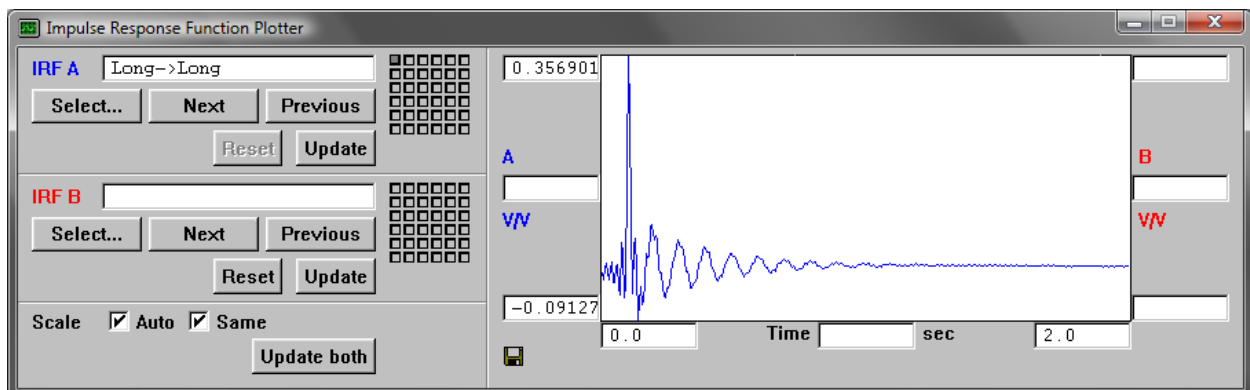 Impulse Response Function Plotter
IRF A Long->Long
Select... Next Previous
Reset Update
IRF B
Select... Next Previous
Reset Update
Scale Auto Same
Update both
0.356901
A B
V/V V/V
-0.09127
0.0 Time sec 2.0